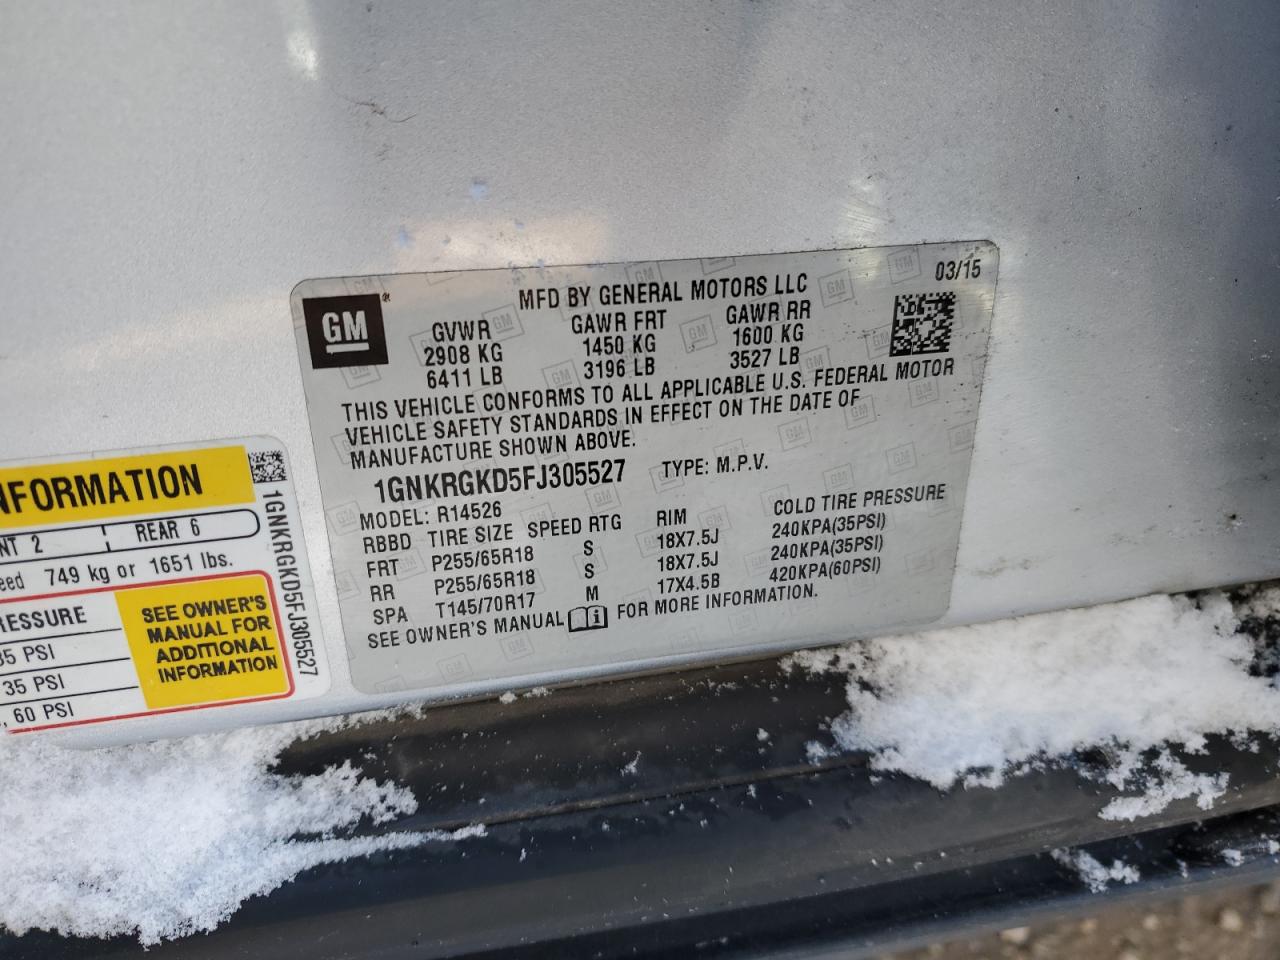 GM
MFD BY GENERAL MOTORS LLC
03/15
GVWR GAWR FRT GAWR RR
2908 KG 1450 KG 1600 KG
6411 LB 3196 LB 3527 LB
THIS VEHICLE CONFORMS TO ALL APPLICABLE U.S. FEDERAL MOTOR
VEHICLE SAFETY STANDARDS IN EFFECT ON THE DATE OF
MANUFACTURE SHOWN ABOVE.
1GNKRGKD5FJ305527 TYPE: M.P.V.
MODEL: R14526
RBBD TIRE SIZE SPEED RTG RIM COLD TIRE PRESSURE
FRT P255/65R18 S 18X7.5J 240KPA(35PSI)
RR P255/65R18 S 18X7.5J 240KPA(35PSI)
SPA T145/70R17 M 17X4.5B 420KPA(60PSI)
SEE OWNER'S MANUAL FOR MORE INFORMATION.
NFORMATION
NT 2 REAR 6
eed 749 kg or 1651 lbs.
RESSURE
35 PSI
35 PSI
, 60 PSI
SEE OWNER'S
MANUAL FOR
ADDITIONAL
INFORMATION
1GNKRGKD5FJ305527